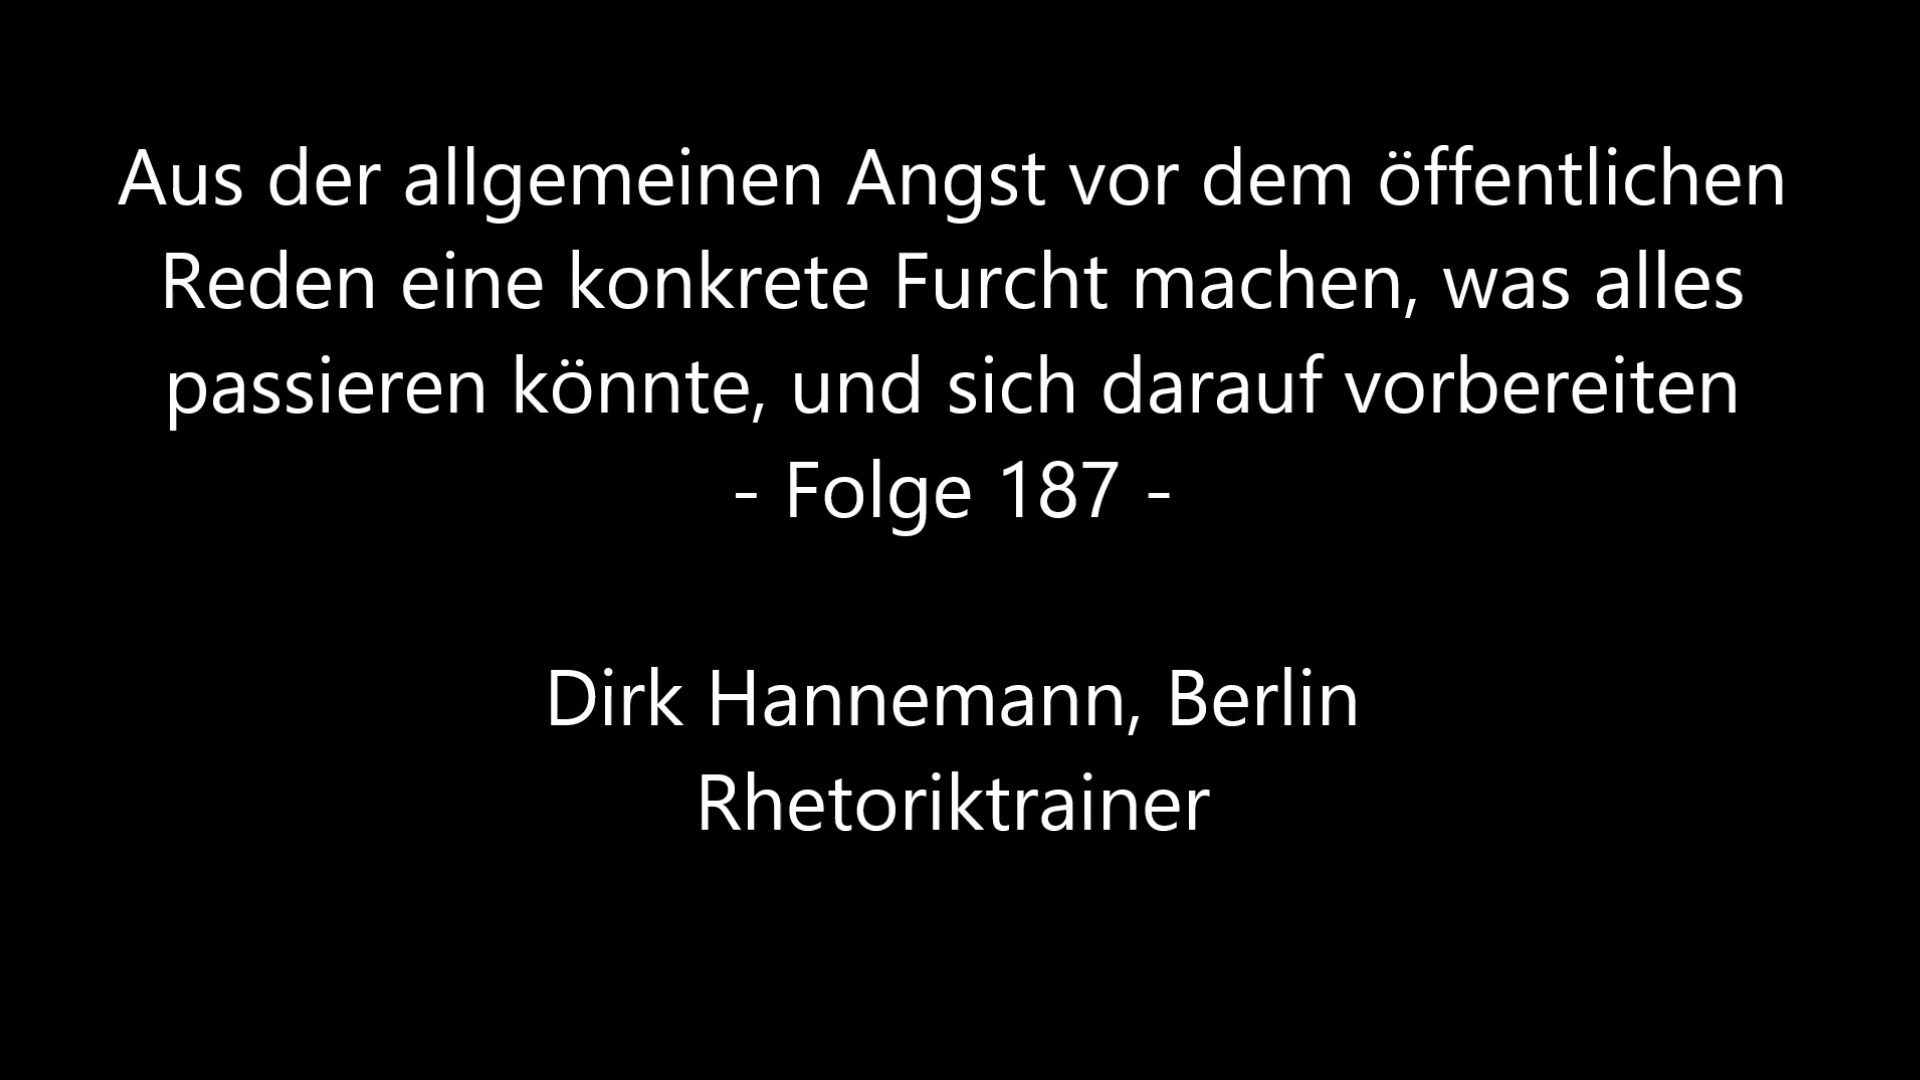 Aus der allgemeinen Angst vor dem öffentlichen
Reden eine konkrete Furcht machen, was alles
passieren könnte, und sich darauf vorbereiten
- Folge 187 -
Dirk Hannemann, Berlin
Rhetoriktrainer